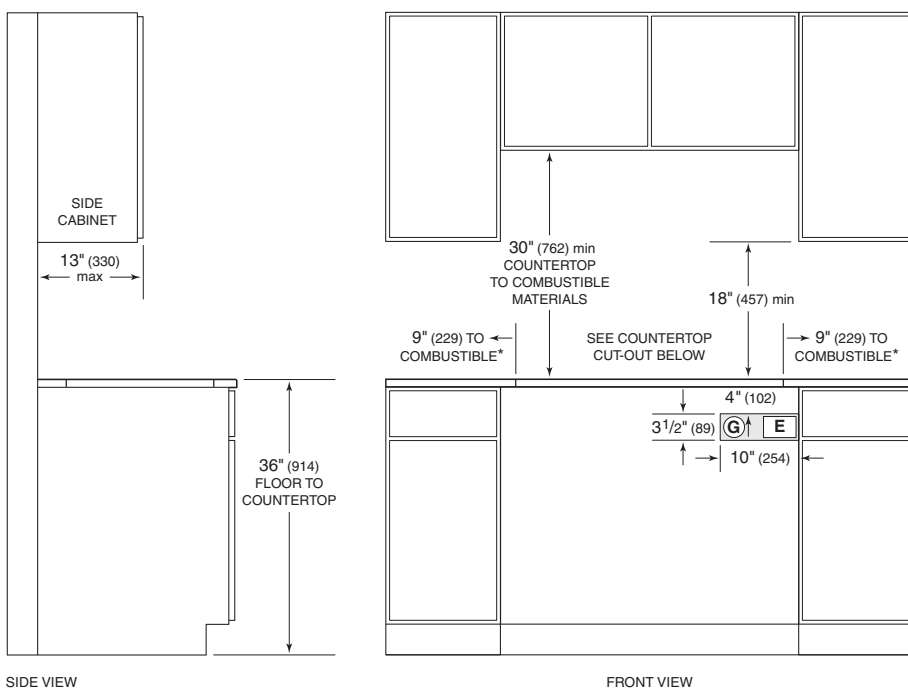 SIDE
CABINET
13" (330)
max
36" (914)
FLOOR TO
COUNTERTOP
SIDE VIEW
30" (762) min
COUNTERTOP
TO COMBUSTIBLE
MATERIALS
18" (457) min
9" (229) TO
COMBUSTIBLE*
SEE COUNTERTOP
CUT-OUT BELOW
9" (229) TO
COMBUSTIBLE*
4" (102)
3 1/2" (89)
G
E
10" (254)
FRONT VIEW